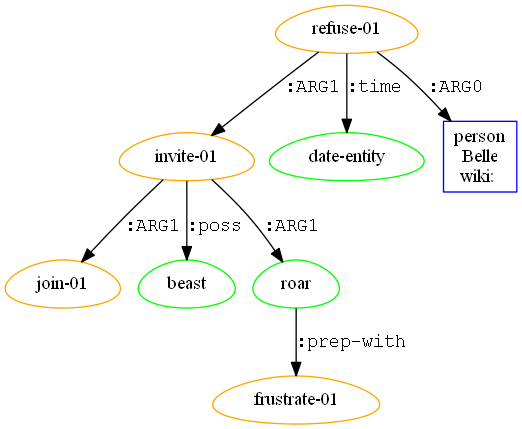 refuse-01
:ARG1 :time :ARG0
invite-01 date-entity person
Belle
wiki:
:ARG1 :poss :ARG1
join-01 beast roar
:prep-with
frustrate-01